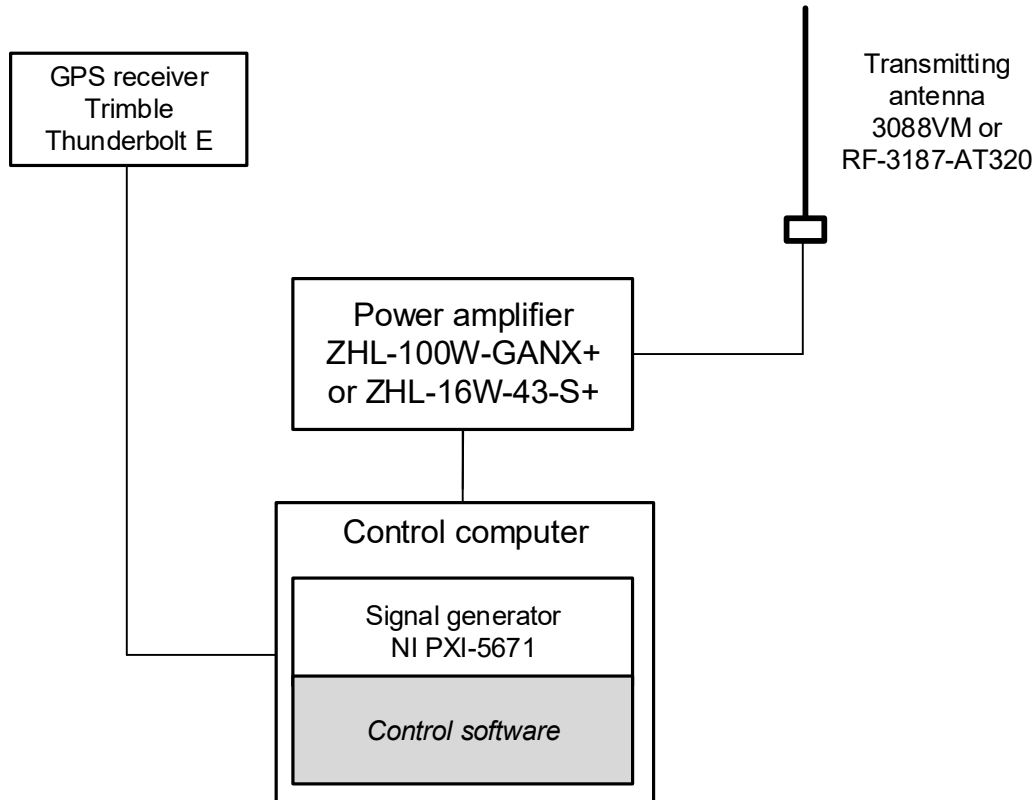 GPS receiver
Trimble
Thunderbolt E
Transmitting
antenna
3088VM or
RF-3187-AT320
Power amplifier
ZHL-100W-GANX+
or ZHL-16W-43-S+
Control computer
Signal generator
NI PXI-5671
Control software